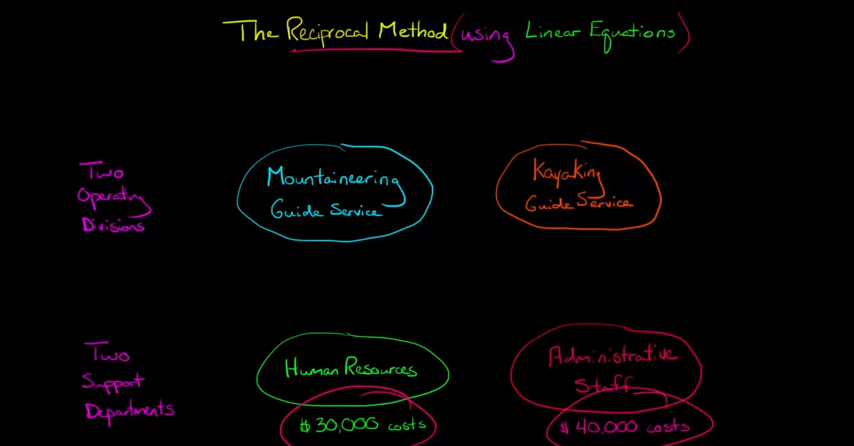 The Reciprocal Method (using Linear Equations)
Two
Operating
Divisions
Mountaineering
Guide Service
Kayaking
Guide Service
Two
Support
Departments
Human Resources
$30,000 costs
Administrative
Staff
$40,000 costs